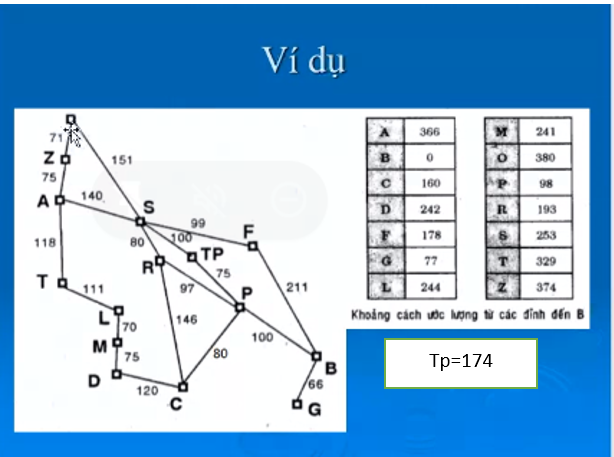 Ví dụ
71
151
Z
75
A
140
S
99
F
80
100
TP
118
R
75
97
T
111
P
211
L
70
146
100
M
75
80
B
D
120
C
66
G
A 366
B 0
C 160
D 242
F 178
G 77
L 244
M 241
O 380
P 98
R 193
S 253
T 329
Z 374
Khoảng cách ước lượng từ các đỉnh đến B
Tp=174